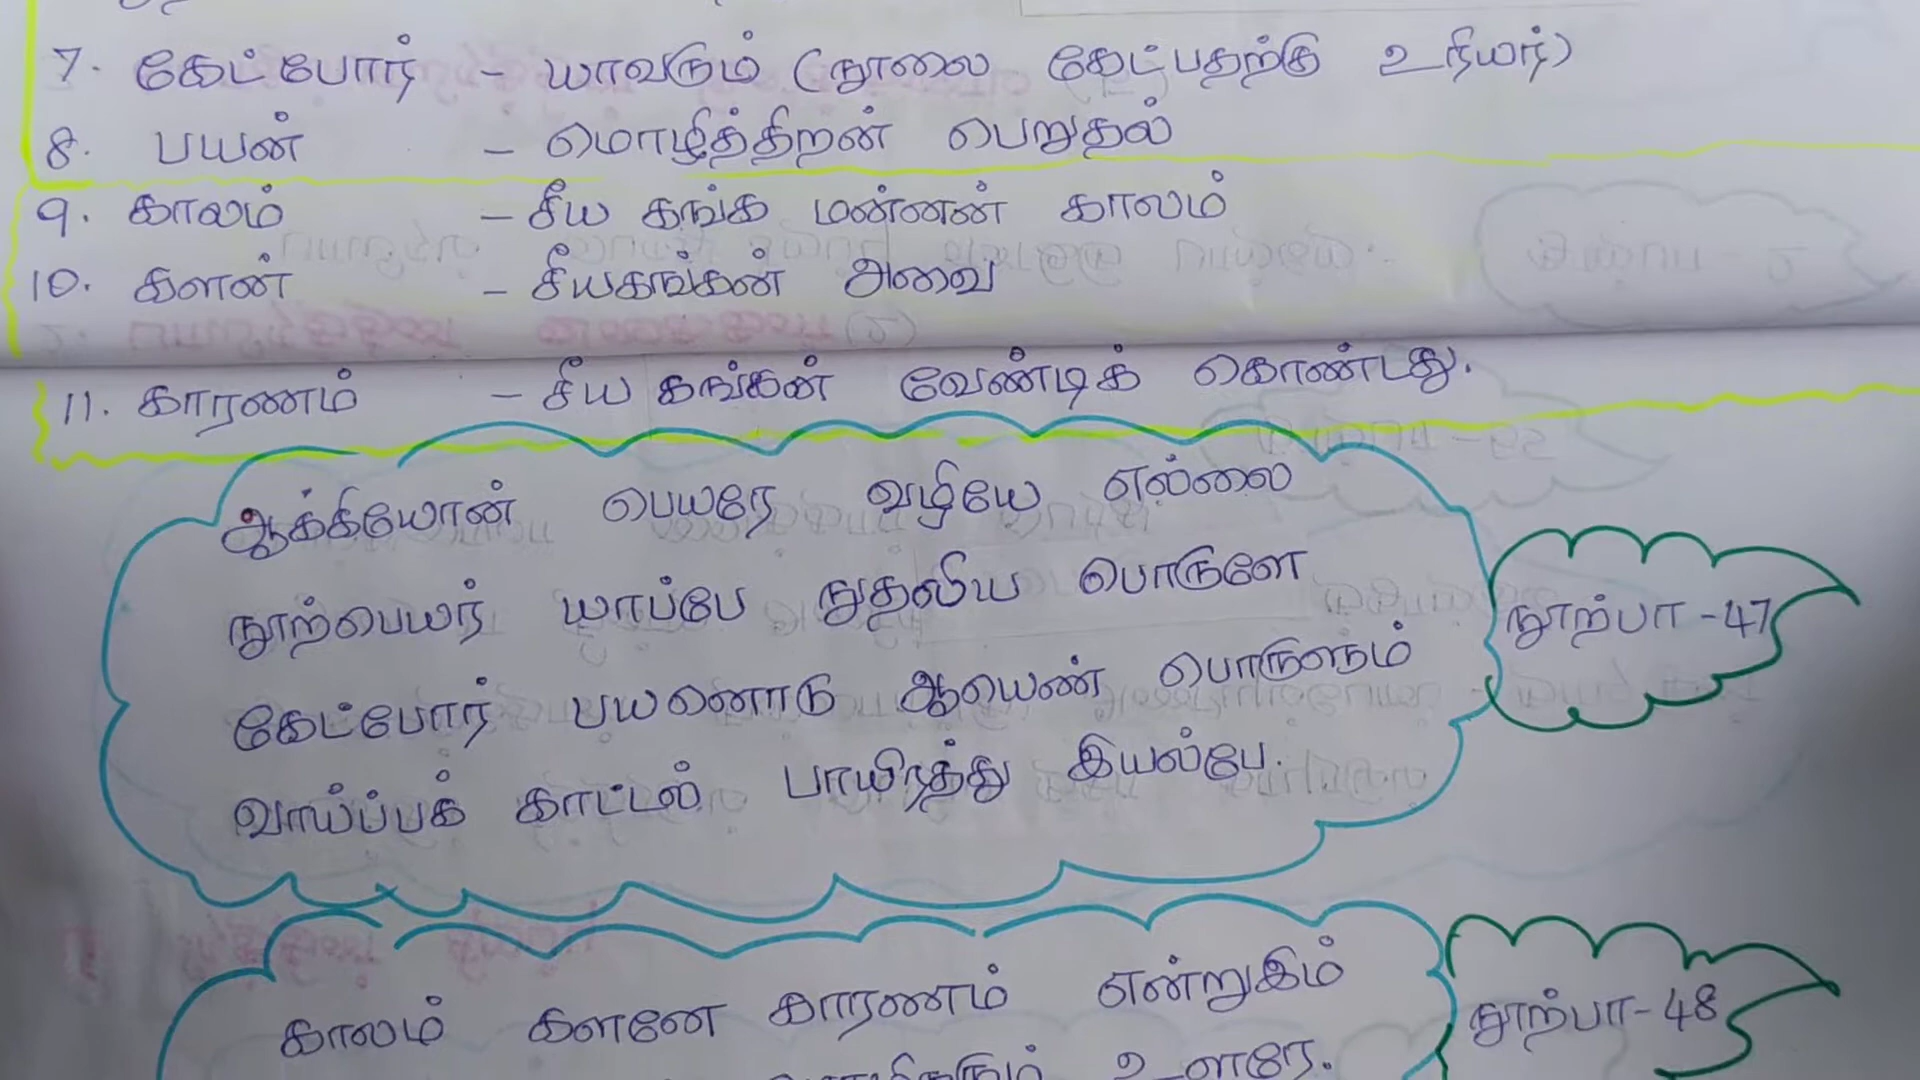 7. கேட்போர் - யாவரும் (நூலை கேட்பதற்கு உரியர்)
8. பயன் - மொழித்திறன் பெறுதல்
9. காலம் - சீய கங்க மன்னன் காலம்
10. களன் - சீயகங்கன் அவை
11. காரணம் - சீய கங்கன் வேண்டிக் கொண்டது.
ஆக்கியோன் பெயரே வழியே எல்லை
நூற்பெயர் யாப்பே நுதலிய பொருளே
நூற்பா - 47
கேட்போர் பயனொடு ஆயெண் பொருளும்
வாய்ப்பக் காட்டல் பாயிரத்து இயல்பே.
காலம் களனே காரணம் என்றுஇம்
நூற்பா - 48
உளரே.